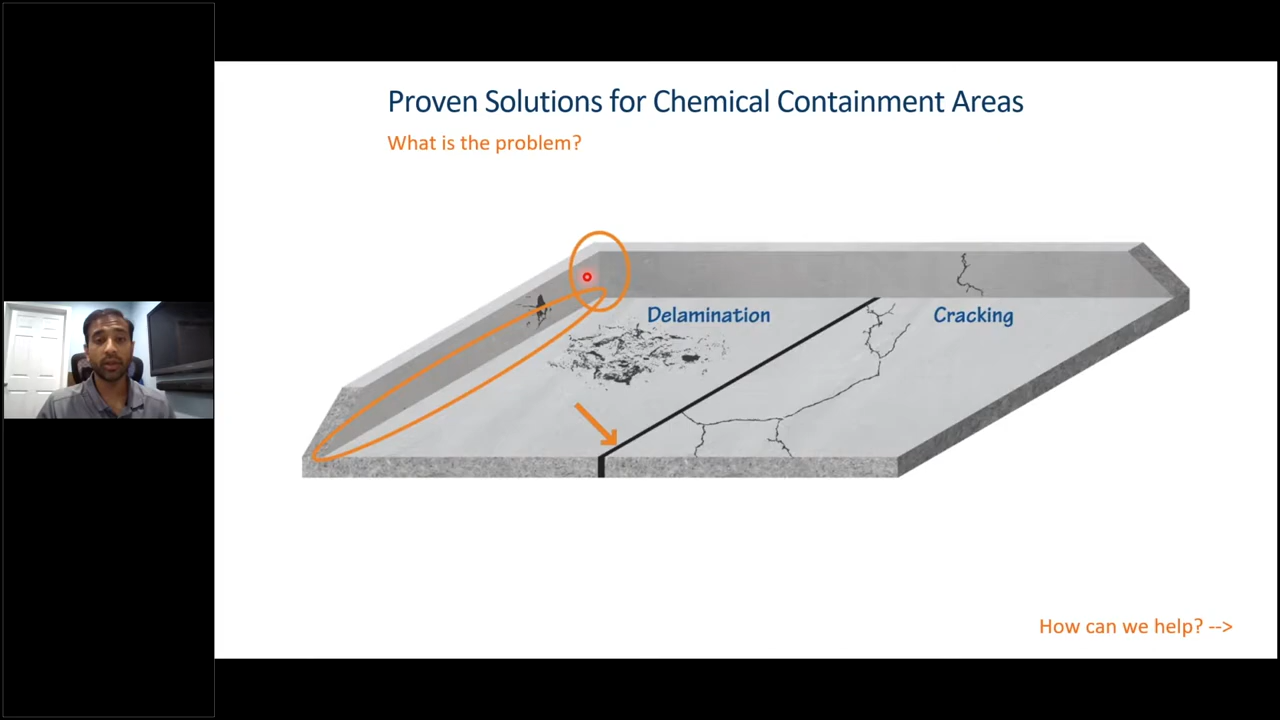 Proven Solutions for Chemical Containment Areas
What is the problem?
Delamination
Cracking
How can we help? -->